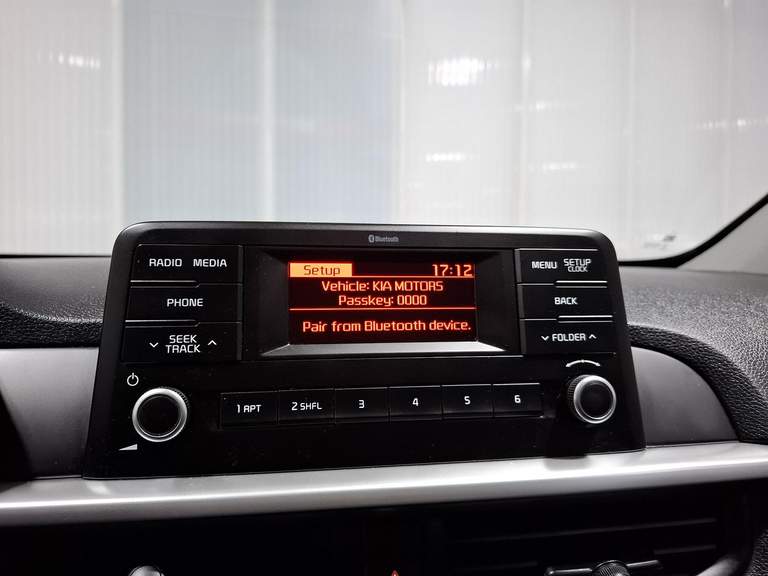 Bluetooth
RADIO MEDIA
PHONE
SEEK
TRACK
Setup 17:12
Vehicle: KIA MOTORS
Passkey: 0000
Pair from Bluetooth device.
MENU SETUP
CLOCK
BACK
FOLDER
1 APT 2 SHFL 3 4 5 6